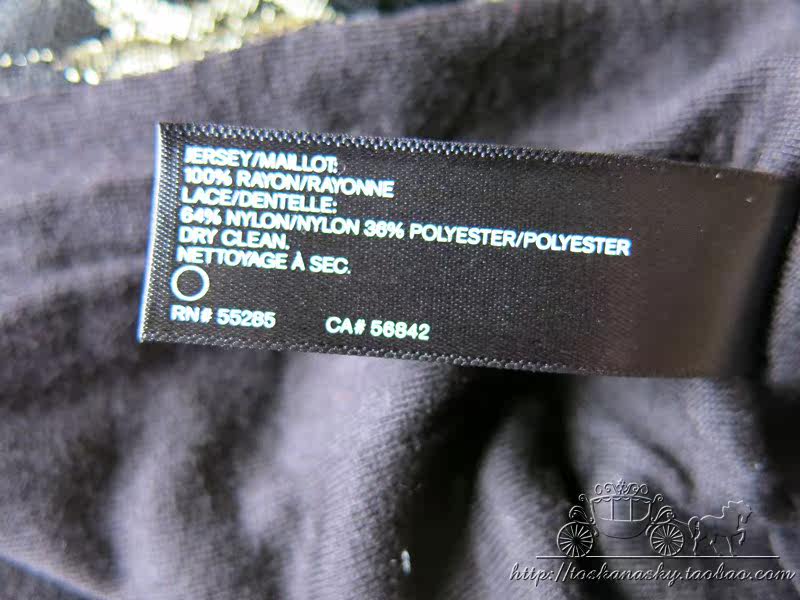 JERSEY/MAILLOT:
100% RAYON/RAYONNE
LACE/DENTELLE:
64% NYLON/NYLON 36% POLYESTER/POLYESTER
DRY CLEAN.
NETTOYAGE À SEC.
RN# 55285 CA# 56842
http://toskanasky.taobao.com